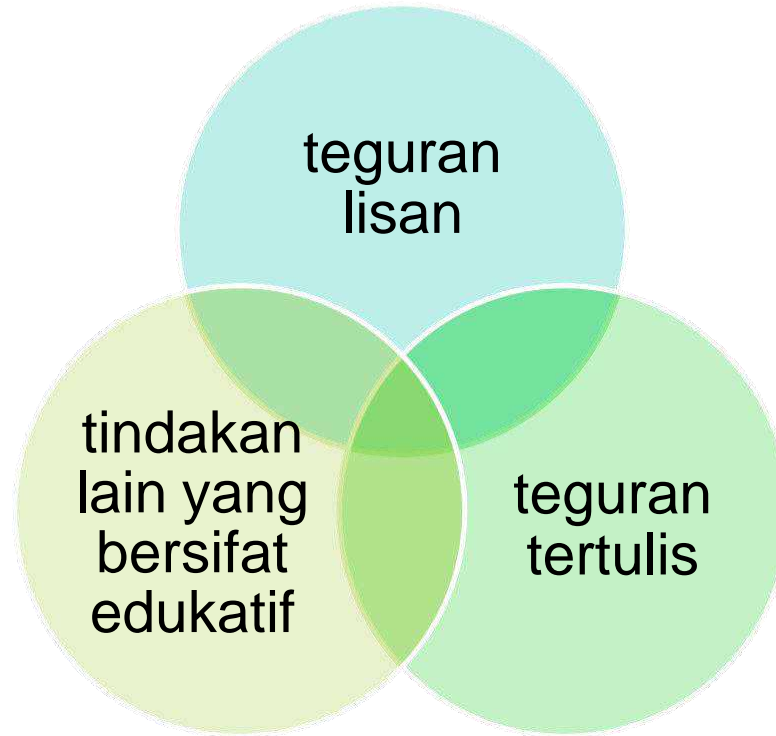 teguran
lisan
tindakan
lain yang
bersifat
edukatif
teguran
tertulis